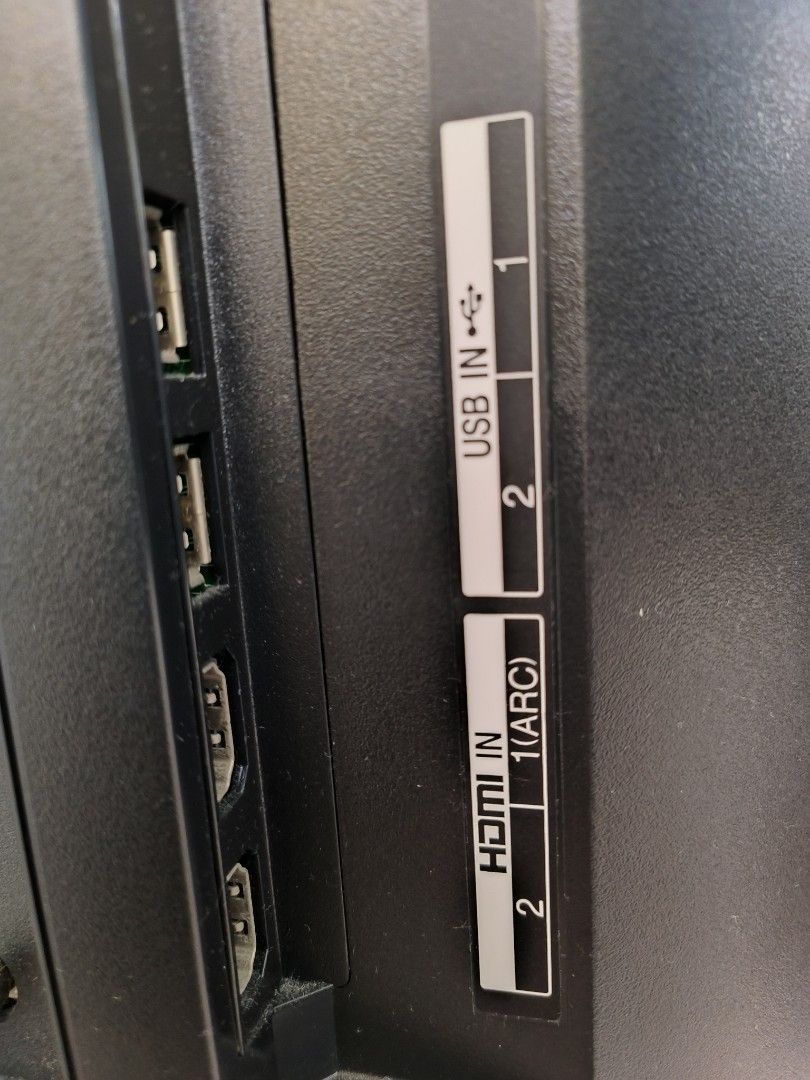 USB IN
2
1
HDMI IN
2
1(ARC)